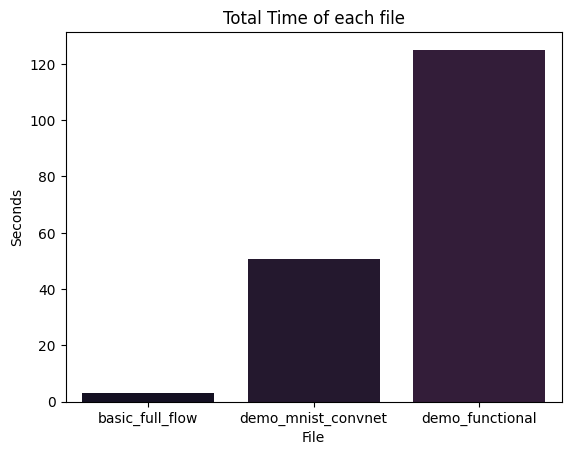 Total Time of each file
Seconds
120
100
80
60
40
20
0
basic_full_flow demo_mnist_convnet demo_functional
File